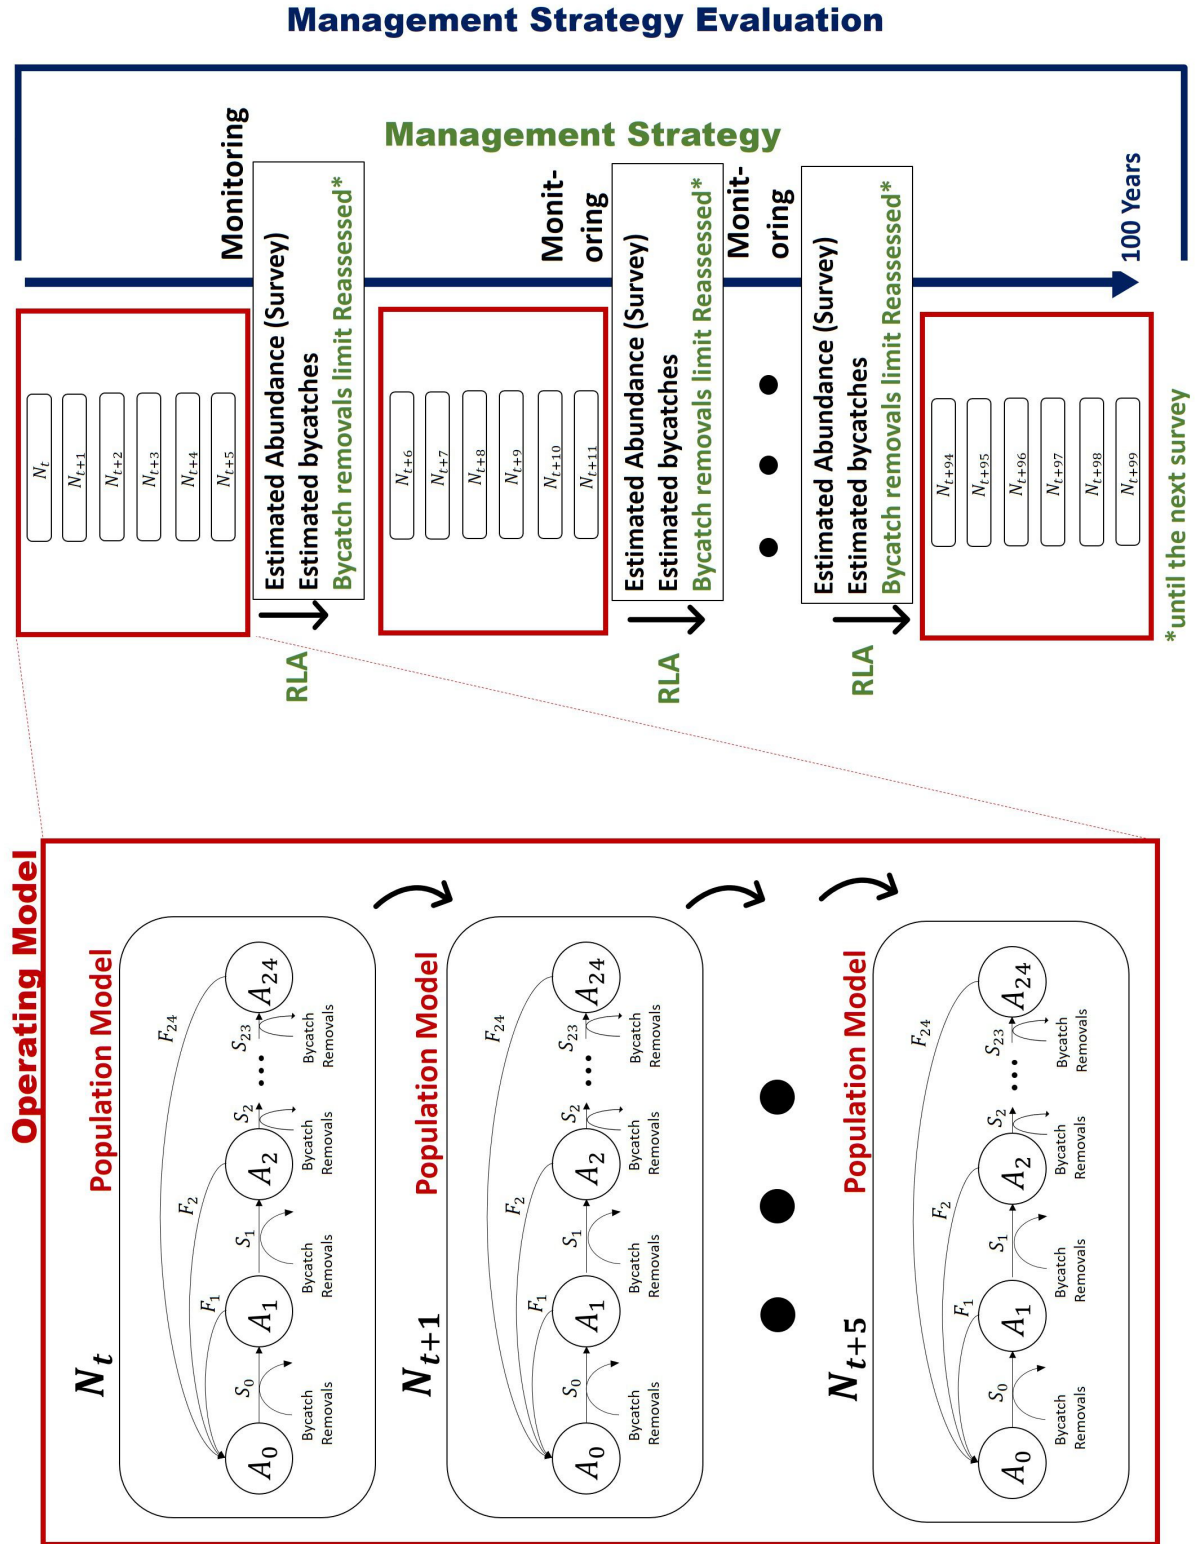 Management Strategy Evaluation
Management Strategy
Monitoring
Monit-
oring
Monit-
oring
100 Years
N_t
N_{t+1}
N_{t+2}
N_{t+3}
N_{t+4}
N_{t+5}
Estimated Abundance (Survey)
Estimated bycatches
Bycatch removals limit Reassessed*
RLA
N_{t+6}
N_{t+7}
N_{t+8}
N_{t+9}
N_{t+10}
N_{t+11}
Estimated Abundance (Survey)
Estimated bycatches
Bycatch removals limit Reassessed*
RLA
Estimated Abundance (Survey)
Estimated bycatches
Bycatch removals limit Reassessed*
RLA
N_{t+94}
N_{t+95}
N_{t+96}
N_{t+97}
N_{t+98}
N_{t+99}
*until the next survey
Operating Model
N_t
Population Model
F_24
F_2
F_1
A_0
S_0
A_1
S_1
A_2
S_2
...
S_23
A_24
Bycatch
Removals
Bycatch
Removals
Bycatch
Removals
Bycatch
Removals
N_{t+1}
Population Model
F_24
F_2
F_1
A_0
S_0
A_1
S_1
A_2
S_2
...
S_23
A_24
Bycatch
Removals
Bycatch
Removals
Bycatch
Removals
Bycatch
Removals
N_{t+5}
Population Model
F_24
F_2
F_1
A_0
S_0
A_1
S_1
A_2
S_2
...
S_23
A_24
Bycatch
Removals
Bycatch
Removals
Bycatch
Removals
Bycatch
Removals